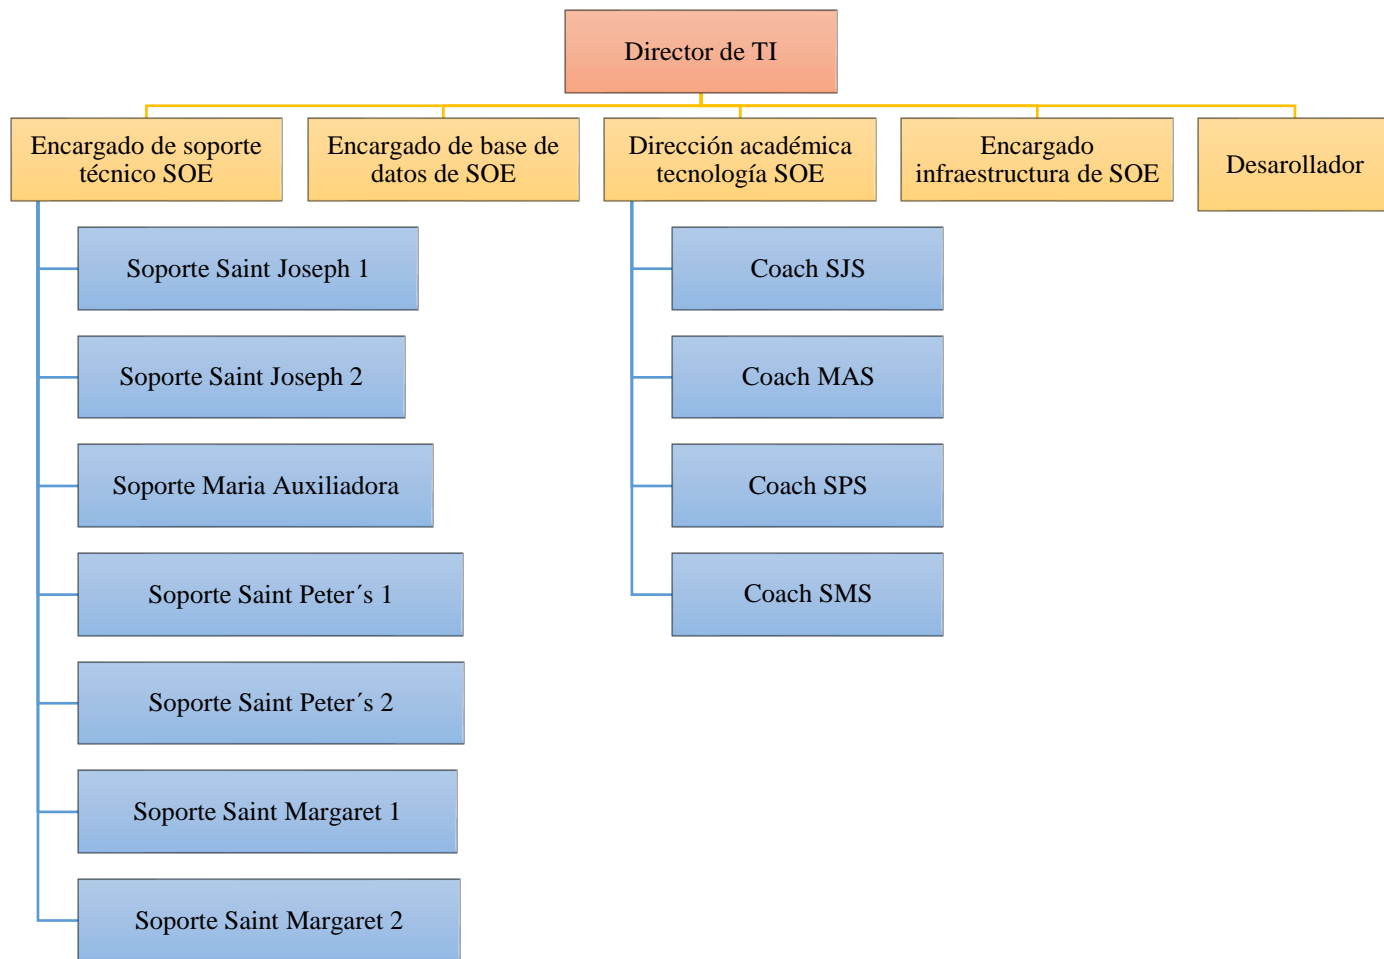 Director de TI
Encargado de soporte
técnico SOE
Encargado de base de
datos de SOE
Dirección académica
tecnología SOE
Encargado
infraestructura de SOE
Desarollador
Soporte Saint Joseph 1
Soporte Saint Joseph 2
Soporte Maria Auxiliadora
Soporte Saint Peter´s 1
Soporte Saint Peter´s 2
Soporte Saint Margaret 1
Soporte Saint Margaret 2
Coach SJS
Coach MAS
Coach SPS
Coach SMS